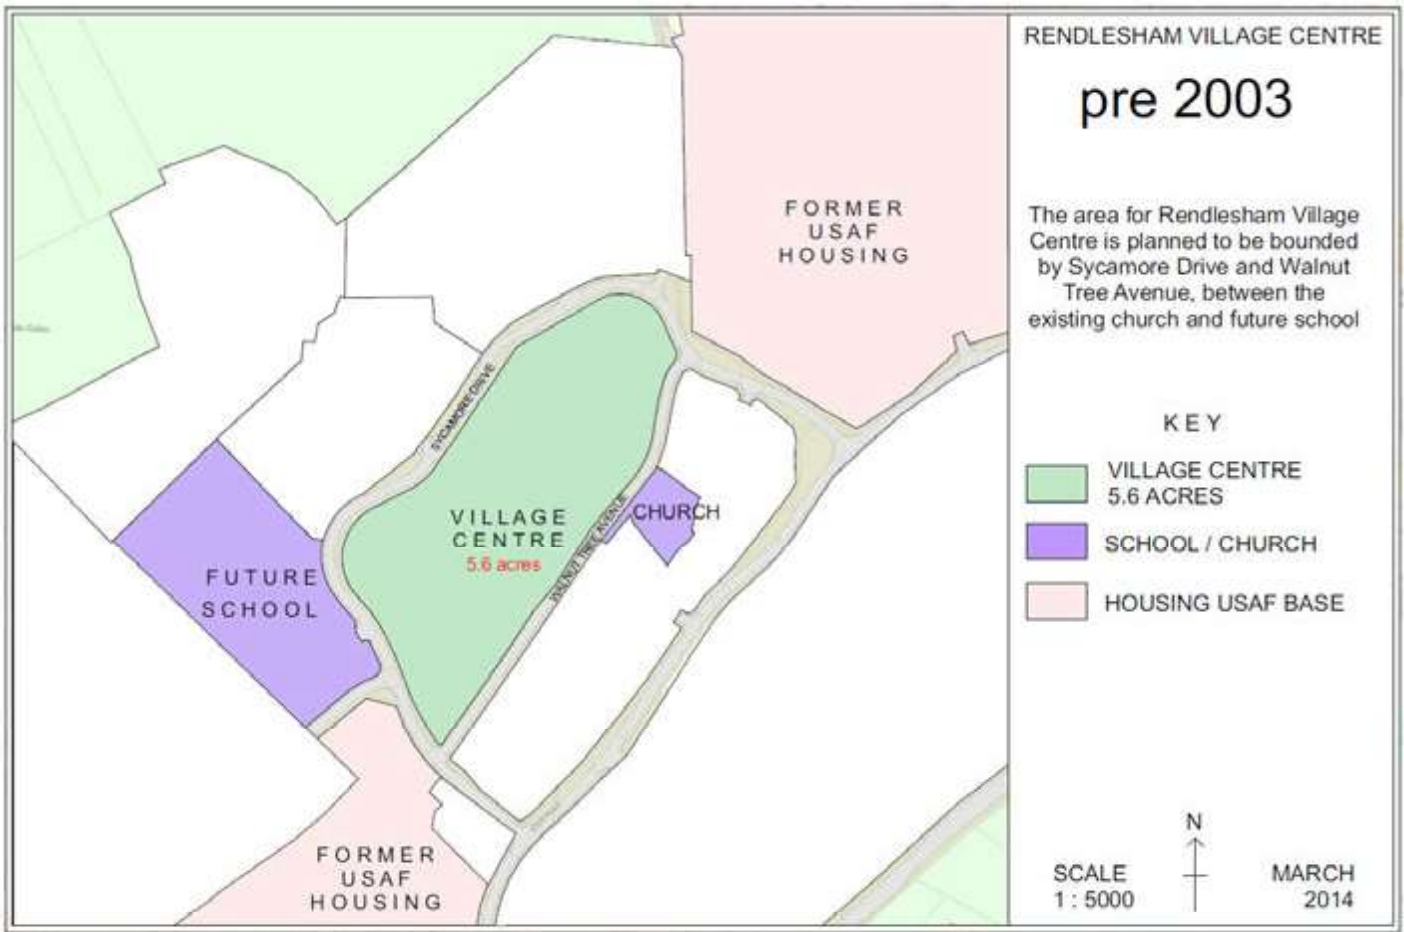 RENDLESHAM VILLAGE CENTRE
pre 2003
The area for Rendlesham Village
Centre is planned to be bounded
by Sycamore Drive and Walnut
Tree Avenue, between the
existing church and future school
KEY
VILLAGE CENTRE
5.6 ACRES
SCHOOL / CHURCH
HOUSING USAF BASE
SCALE
1 : 5000
N
MARCH
2014
FORMER
USAF
HOUSING
SYCAMORE DRIVE
VILLAGE
CENTRE
5.6 acres
WALNUT TREE AVENUE
CHURCH
FUTURE
SCHOOL
FORMER
USAF
HOUSING